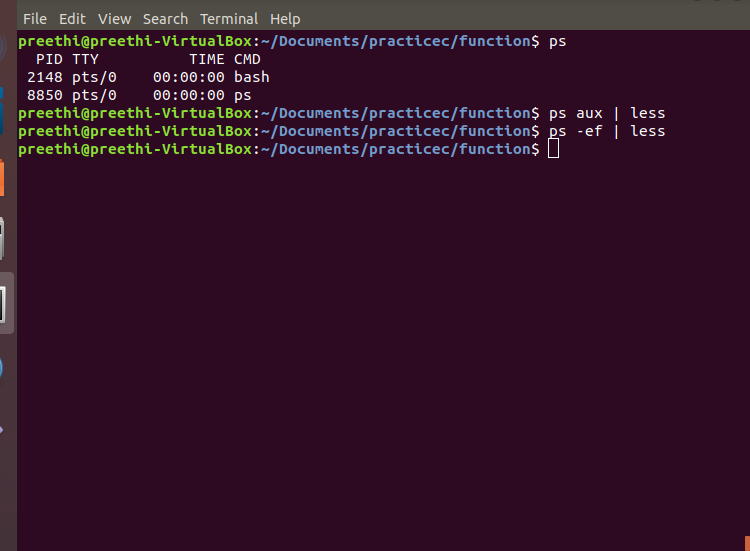 File Edit View Search Terminal Help
preethi@preethi-VirtualBox:~/Documents/practicec/function$ ps
  PID TTY          TIME CMD
 2148 pts/0    00:00:00 bash
 8850 pts/0    00:00:00 ps
preethi@preethi-VirtualBox:~/Documents/practicec/function$ ps aux | less
preethi@preethi-VirtualBox:~/Documents/practicec/function$ ps -ef | less
preethi@preethi-VirtualBox:~/Documents/practicec/function$